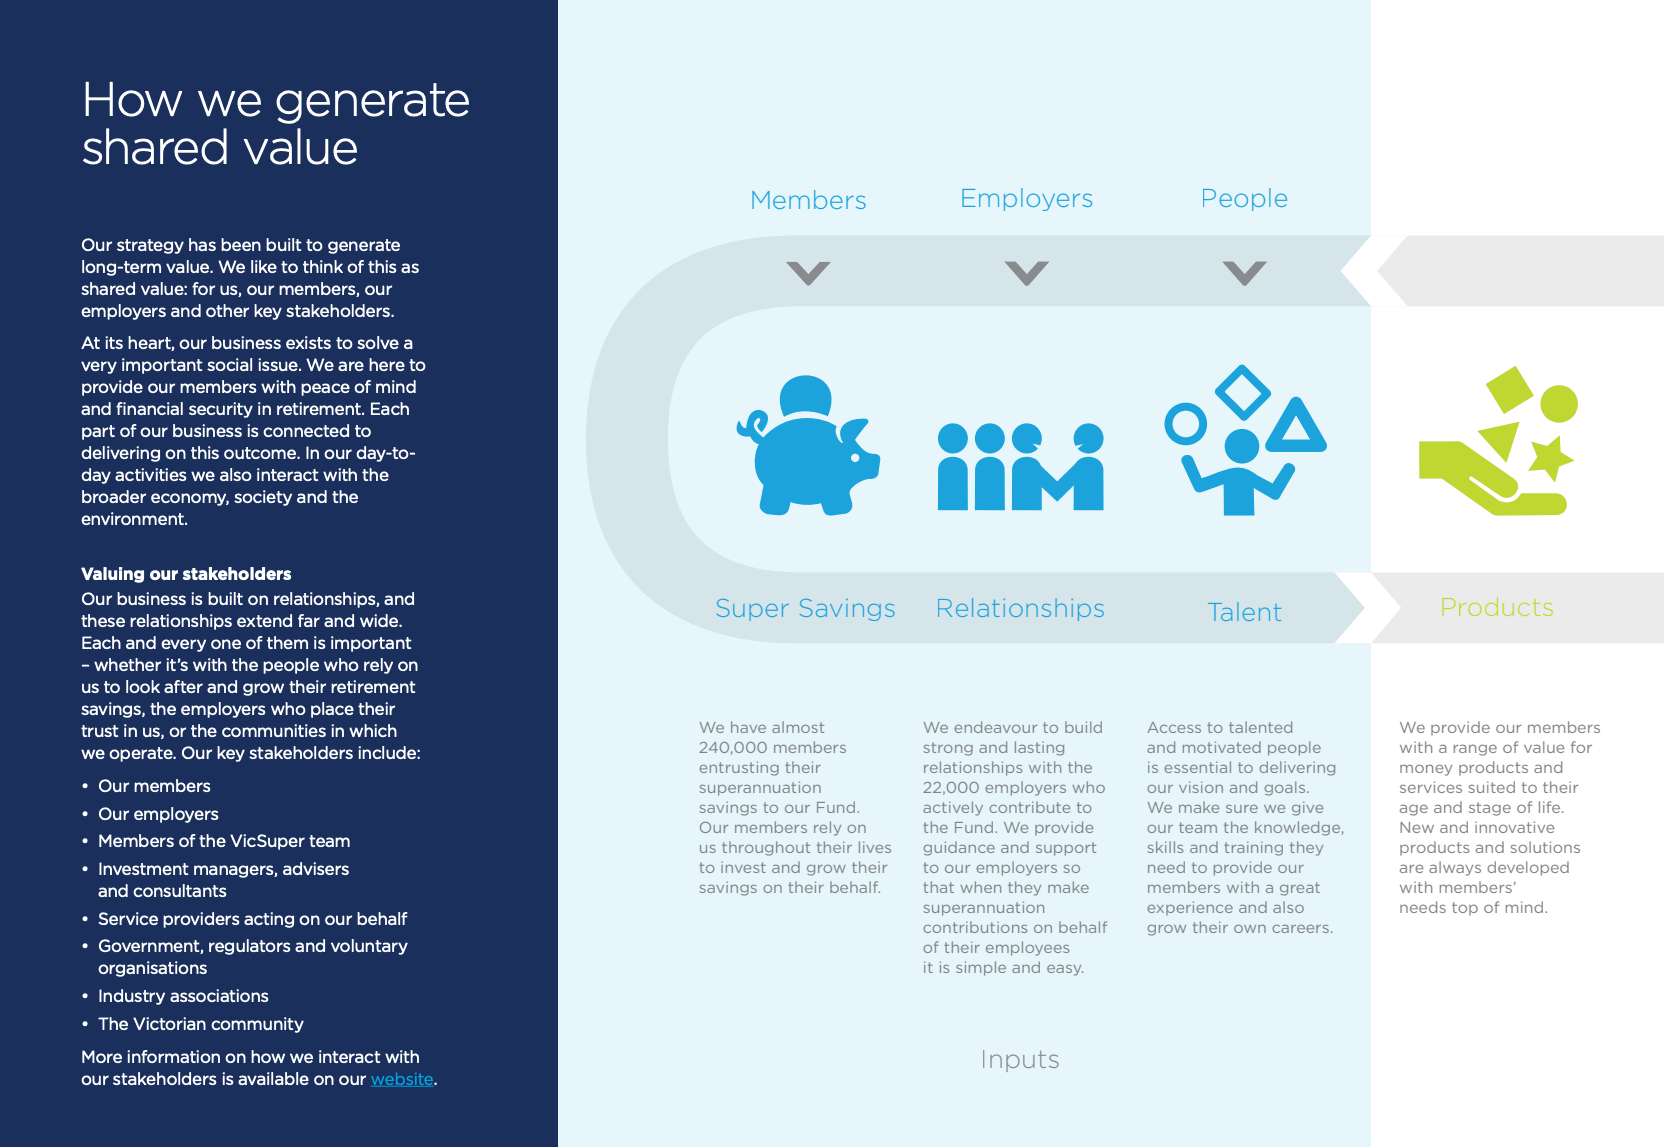 How we generate
shared value
Our strategy has been built to generate
long-term value. We like to think of this as
shared value: for us, our members, our
employers and other key stakeholders.
At its heart, our business exists to solve a
very important social issue. We are here to
provide our members with peace of mind
and financial security in retirement. Each
part of our business is connected to
delivering on this outcome. In our day-to-
day activities we also interact with the
broader economy, society and the
environment.
Valuing our stakeholders
Our business is built on relationships, and
these relationships extend far and wide.
Each and every one of them is important
– whether it’s with the people who rely on
us to look after and grow their retirement
savings, the employers who place their
trust in us, or the communities in which
we operate. Our key stakeholders include:
• Our members
• Our employers
• Members of the VicSuper team
• Investment managers, advisers
and consultants
• Service providers acting on our behalf
• Government, regulators and voluntary
organisations
• Industry associations
• The Victorian community
More information on how we interact with
our stakeholders is available on our website.
Members
Employers
People
Super Savings
Relationships
Talent
Products
We have almost
240,000 members
entrusting their
superannuation
savings to our Fund.
Our members rely on
us throughout their lives
to invest and grow their
savings on their behalf.
We endeavour to build
strong and lasting
relationships with the
22,000 employers who
actively contribute to
the Fund. We provide
guidance and support
to our employers so
that when they make
superannuation
contributions on behalf
of their employees
it is simple and easy.
Access to talented
and motivated people
is essential to delivering
our vision and goals.
We make sure we give
our team the knowledge,
skills and training they
need to provide our
members with a great
experience and also
grow their own careers.
We provide our members
with a range of value for
money products and
services suited to their
age and stage of life.
New and innovative
products and solutions
are always developed
with members’
needs top of mind.
Inputs